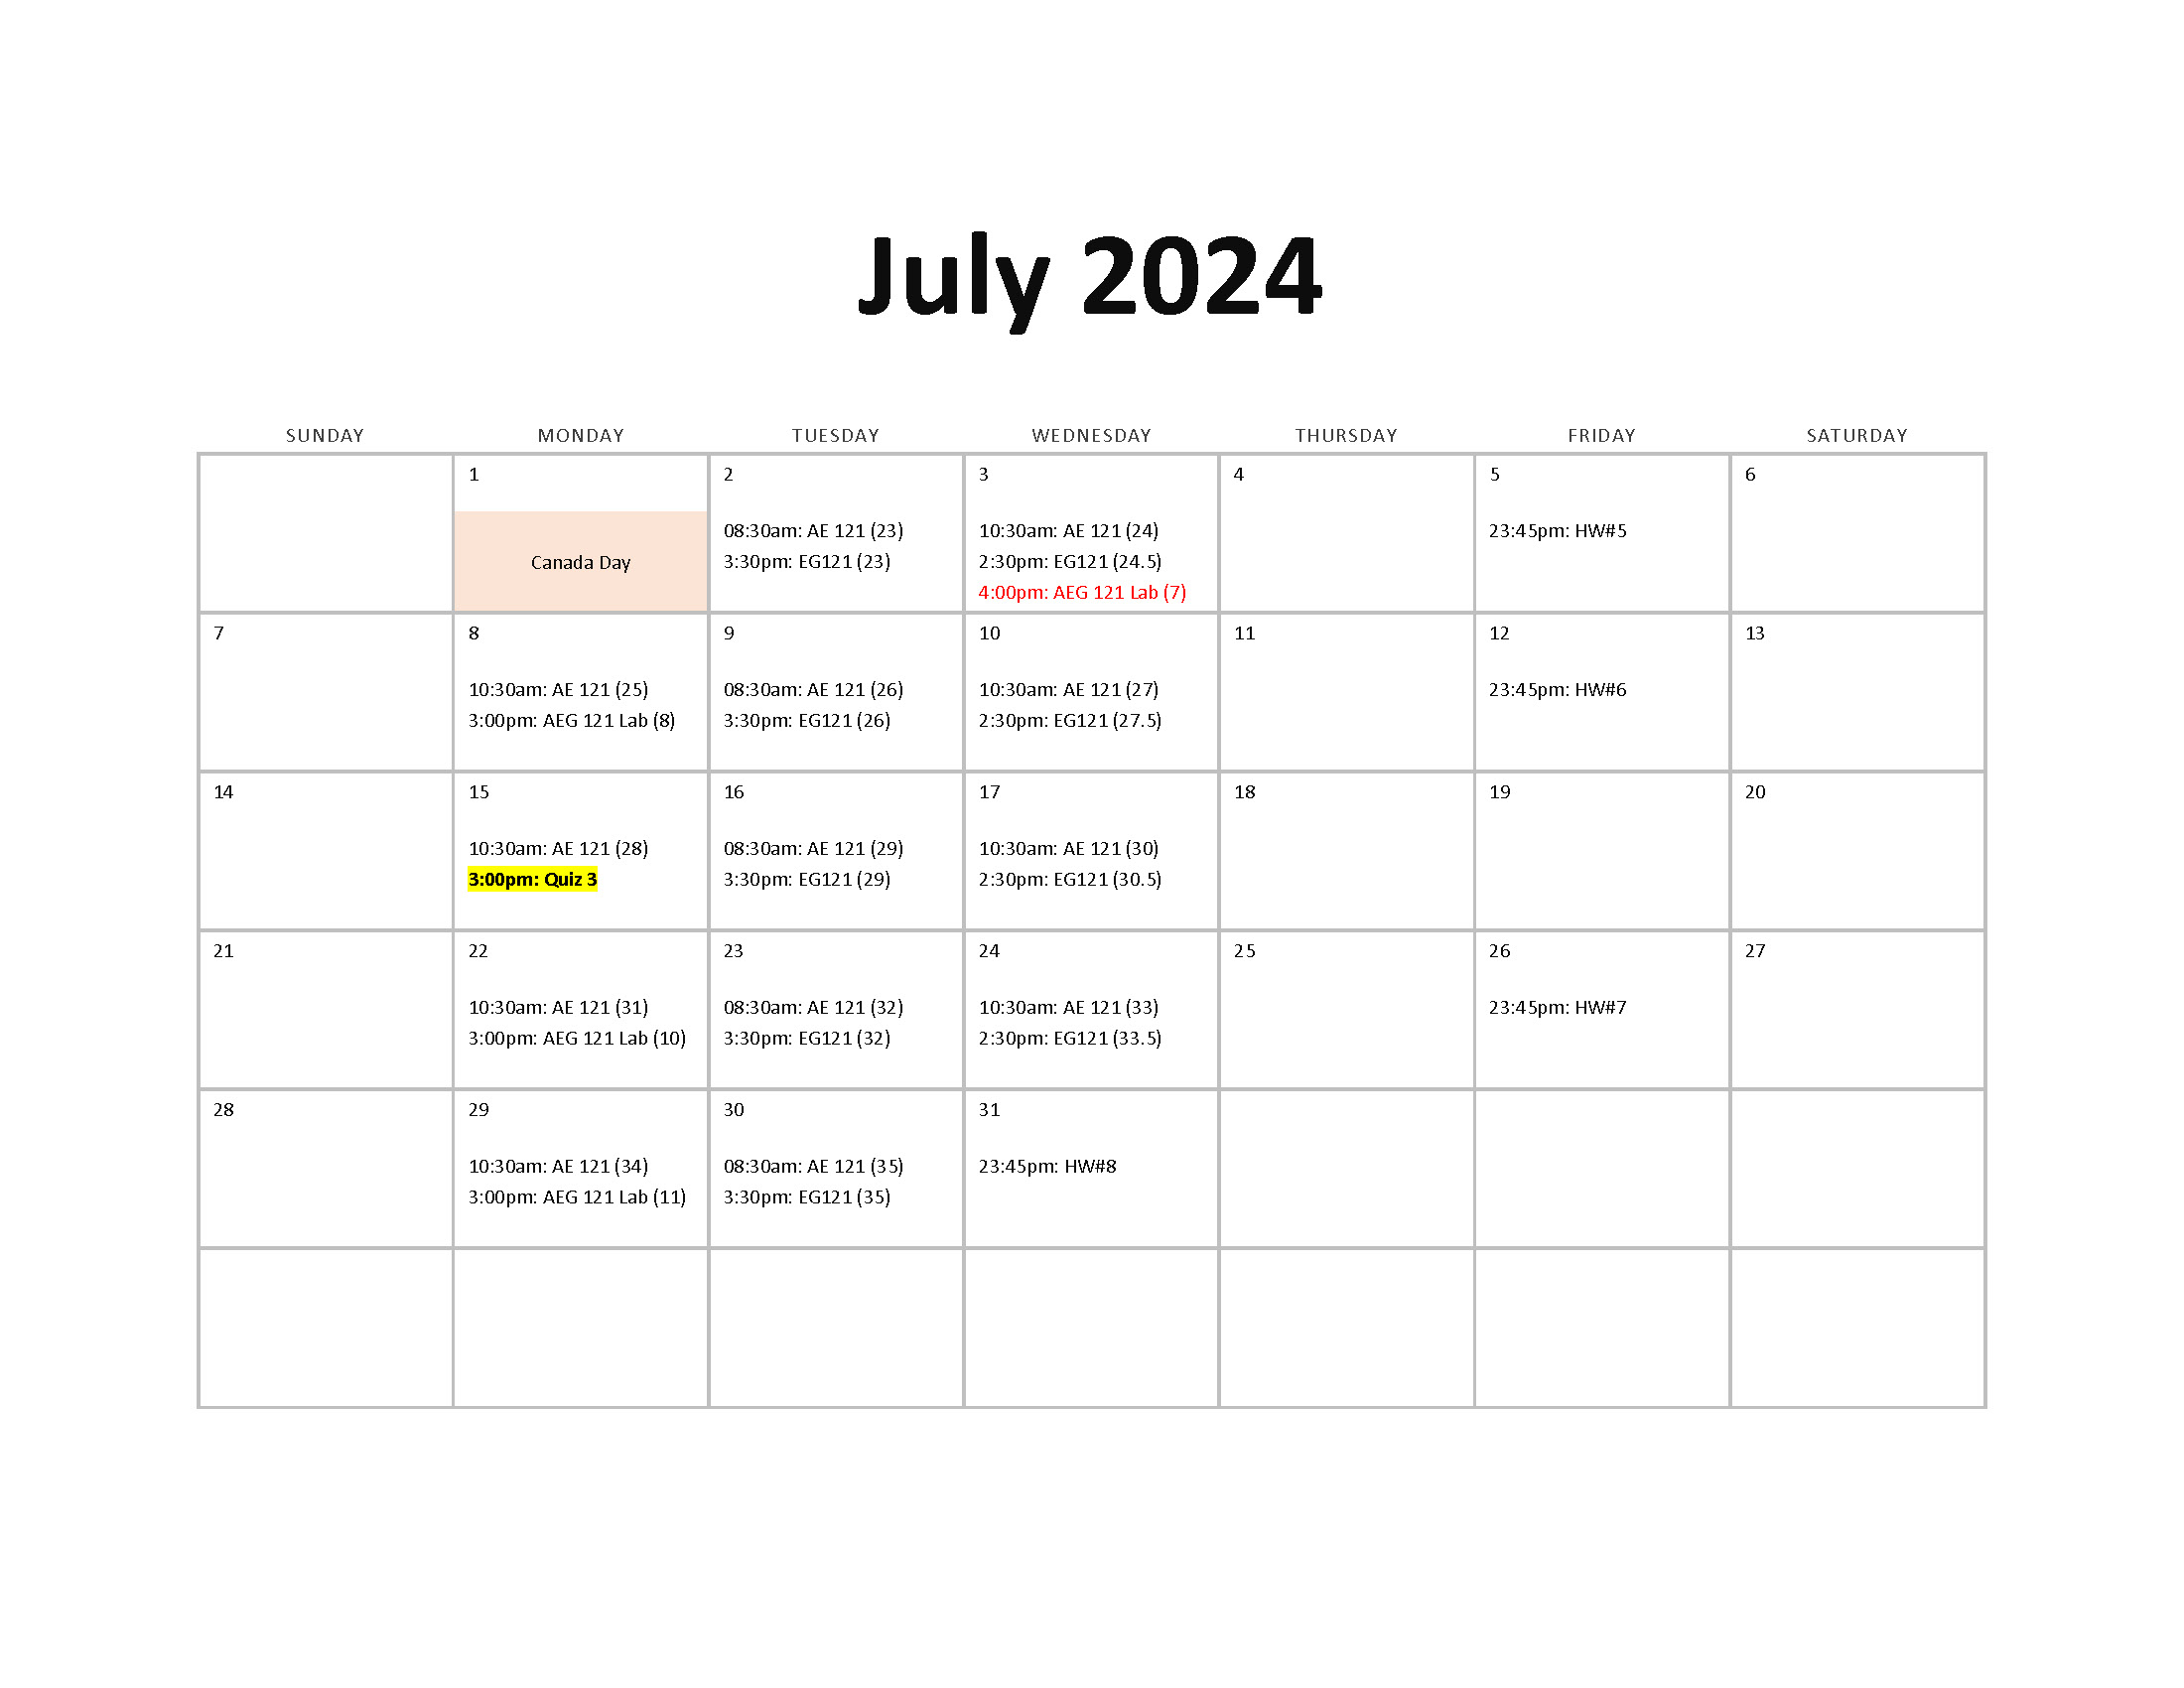 July 2024
SUNDAY MONDAY TUESDAY WEDNESDAY THURSDAY FRIDAY SATURDAY
1 2 3 4 5 6
08:30am: AE 121 (23) 10:30am: AE 121 (24) 23:45pm: HW#5
Canada Day 3:30pm: EG121 (23) 2:30pm: EG121 (24.5)
4:00pm: AEG 121 Lab (7)
7 8 9 10 11 12 13
10:30am: AE 121 (25) 08:30am: AE 121 (26) 10:30am: AE 121 (27) 23:45pm: HW#6
3:00pm: AEG 121 Lab (8) 3:30pm: EG121 (26) 2:30pm: EG121 (27.5)
14 15 16 17 18 19 20
10:30am: AE 121 (28) 08:30am: AE 121 (29) 10:30am: AE 121 (30)
3:00pm: Quiz 3 3:30pm: EG121 (29) 2:30pm: EG121 (30.5)
21 22 23 24 25 26 27
10:30am: AE 121 (31) 08:30am: AE 121 (32) 10:30am: AE 121 (33) 23:45pm: HW#7
3:00pm: AEG 121 Lab (10) 3:30pm: EG121 (32) 2:30pm: EG121 (33.5)
28 29 30 31
10:30am: AE 121 (34) 08:30am: AE 121 (35) 23:45pm: HW#8
3:00pm: AEG 121 Lab (11) 3:30pm: EG121 (35)